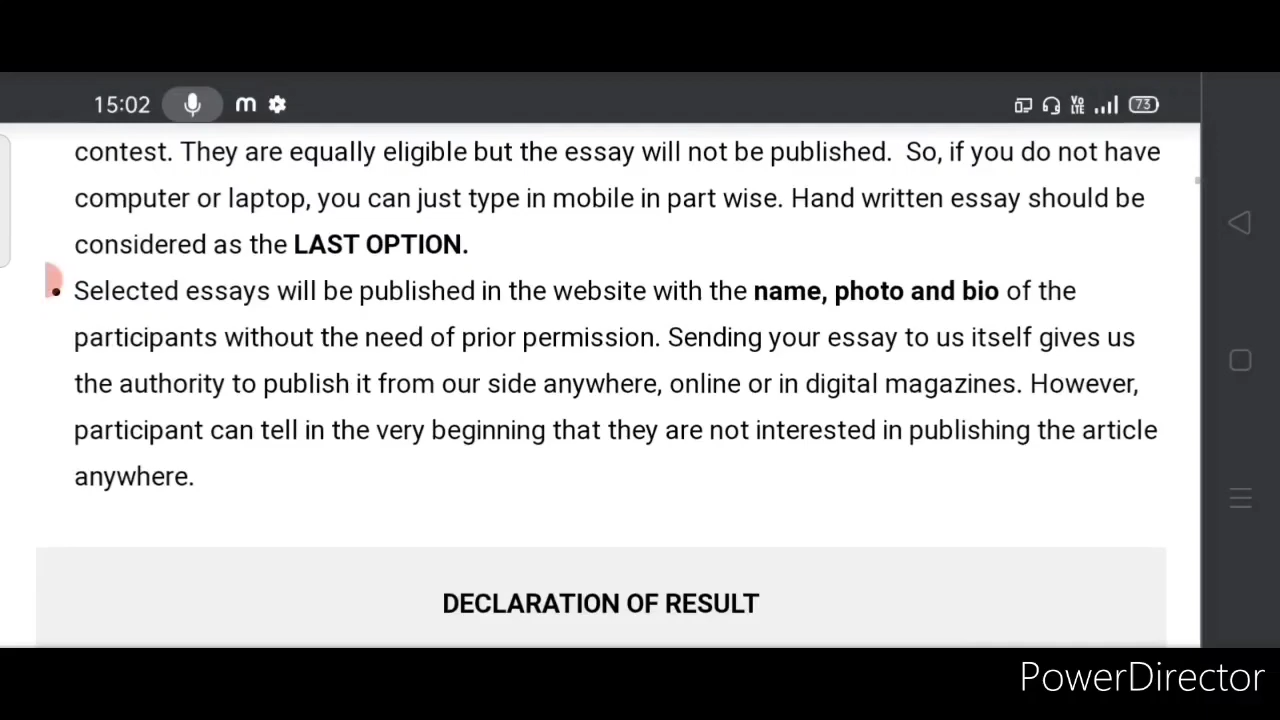 15:02
m
Vo LTE
73
contest. They are equally eligible but the essay will not be published. So, if you do not have
computer or laptop, you can just type in mobile in part wise. Hand written essay should be
considered as the LAST OPTION.
• Selected essays will be published in the website with the name, photo and bio of the
participants without the need of prior permission. Sending your essay to us itself gives us
the authority to publish it from our side anywhere, online or in digital magazines. However,
participant can tell in the very beginning that they are not interested in publishing the article
anywhere.
DECLARATION OF RESULT
PowerDirector